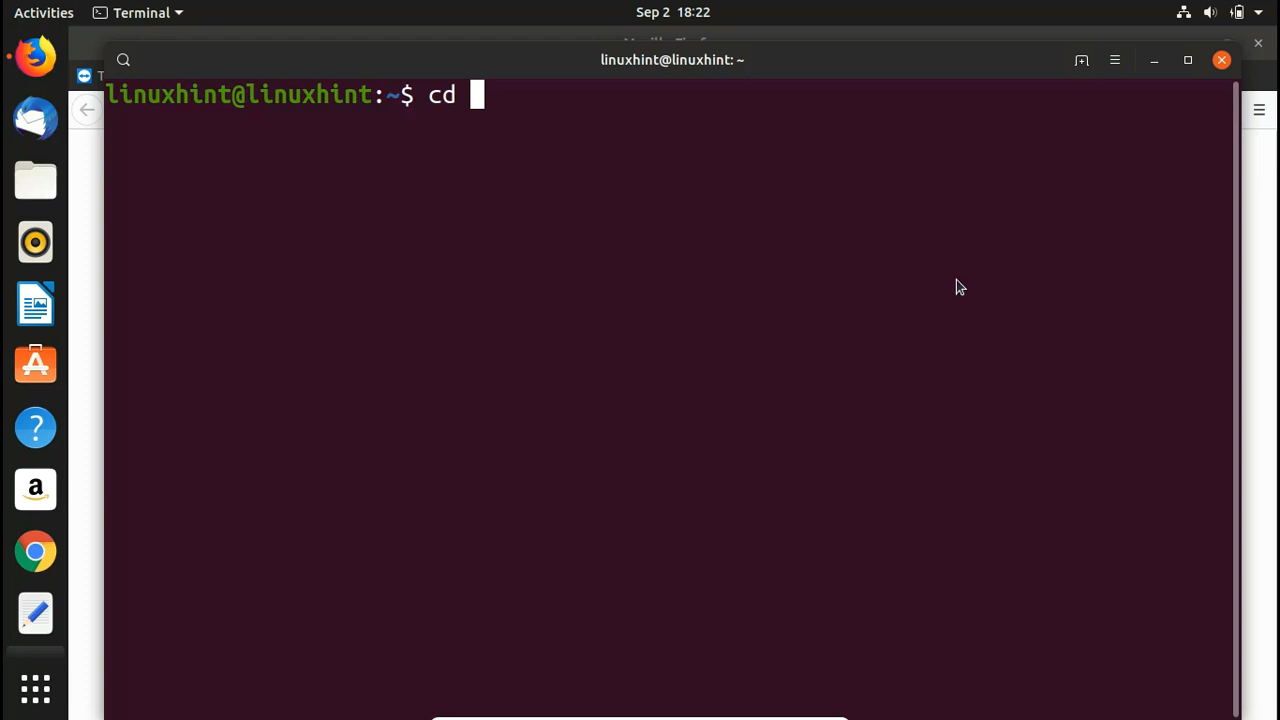 Activities Terminal Sep 2 18:22
linuxhint@linuxhint: ~
linuxhint@linuxhint:~$ cd
?
a